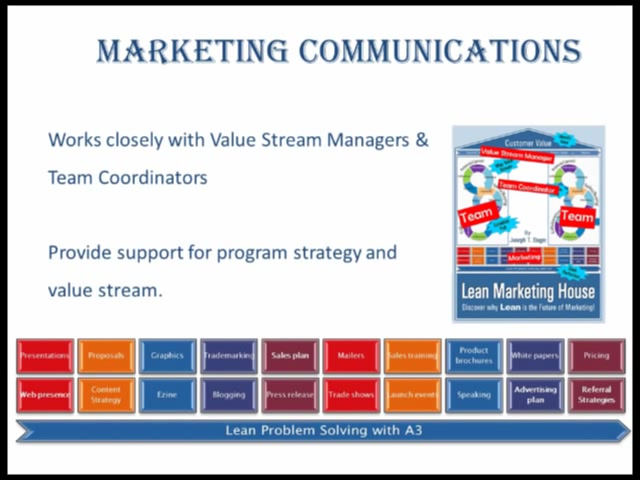 MARKETING COMMUNICATIONS
Works closely with Value Stream Managers &
Team Coordinators
Provide support for program strategy and
value stream.
Customer Value
Value Stream Manager
Team Coordinator
Team
Team
By
Joseph T. Dager
Marketing
Lean Marketing House
Discover why Lean is the Future of Marketing!
Presentations Proposals Graphics Trademarking Sales plan Mailers Sales training Product brochures White papers Pricing
Web presence Content Strategy Ezine Blogging Press release Trade shows Launch events Speaking Advertising plan Referral Strategies
Lean Problem Solving with A3